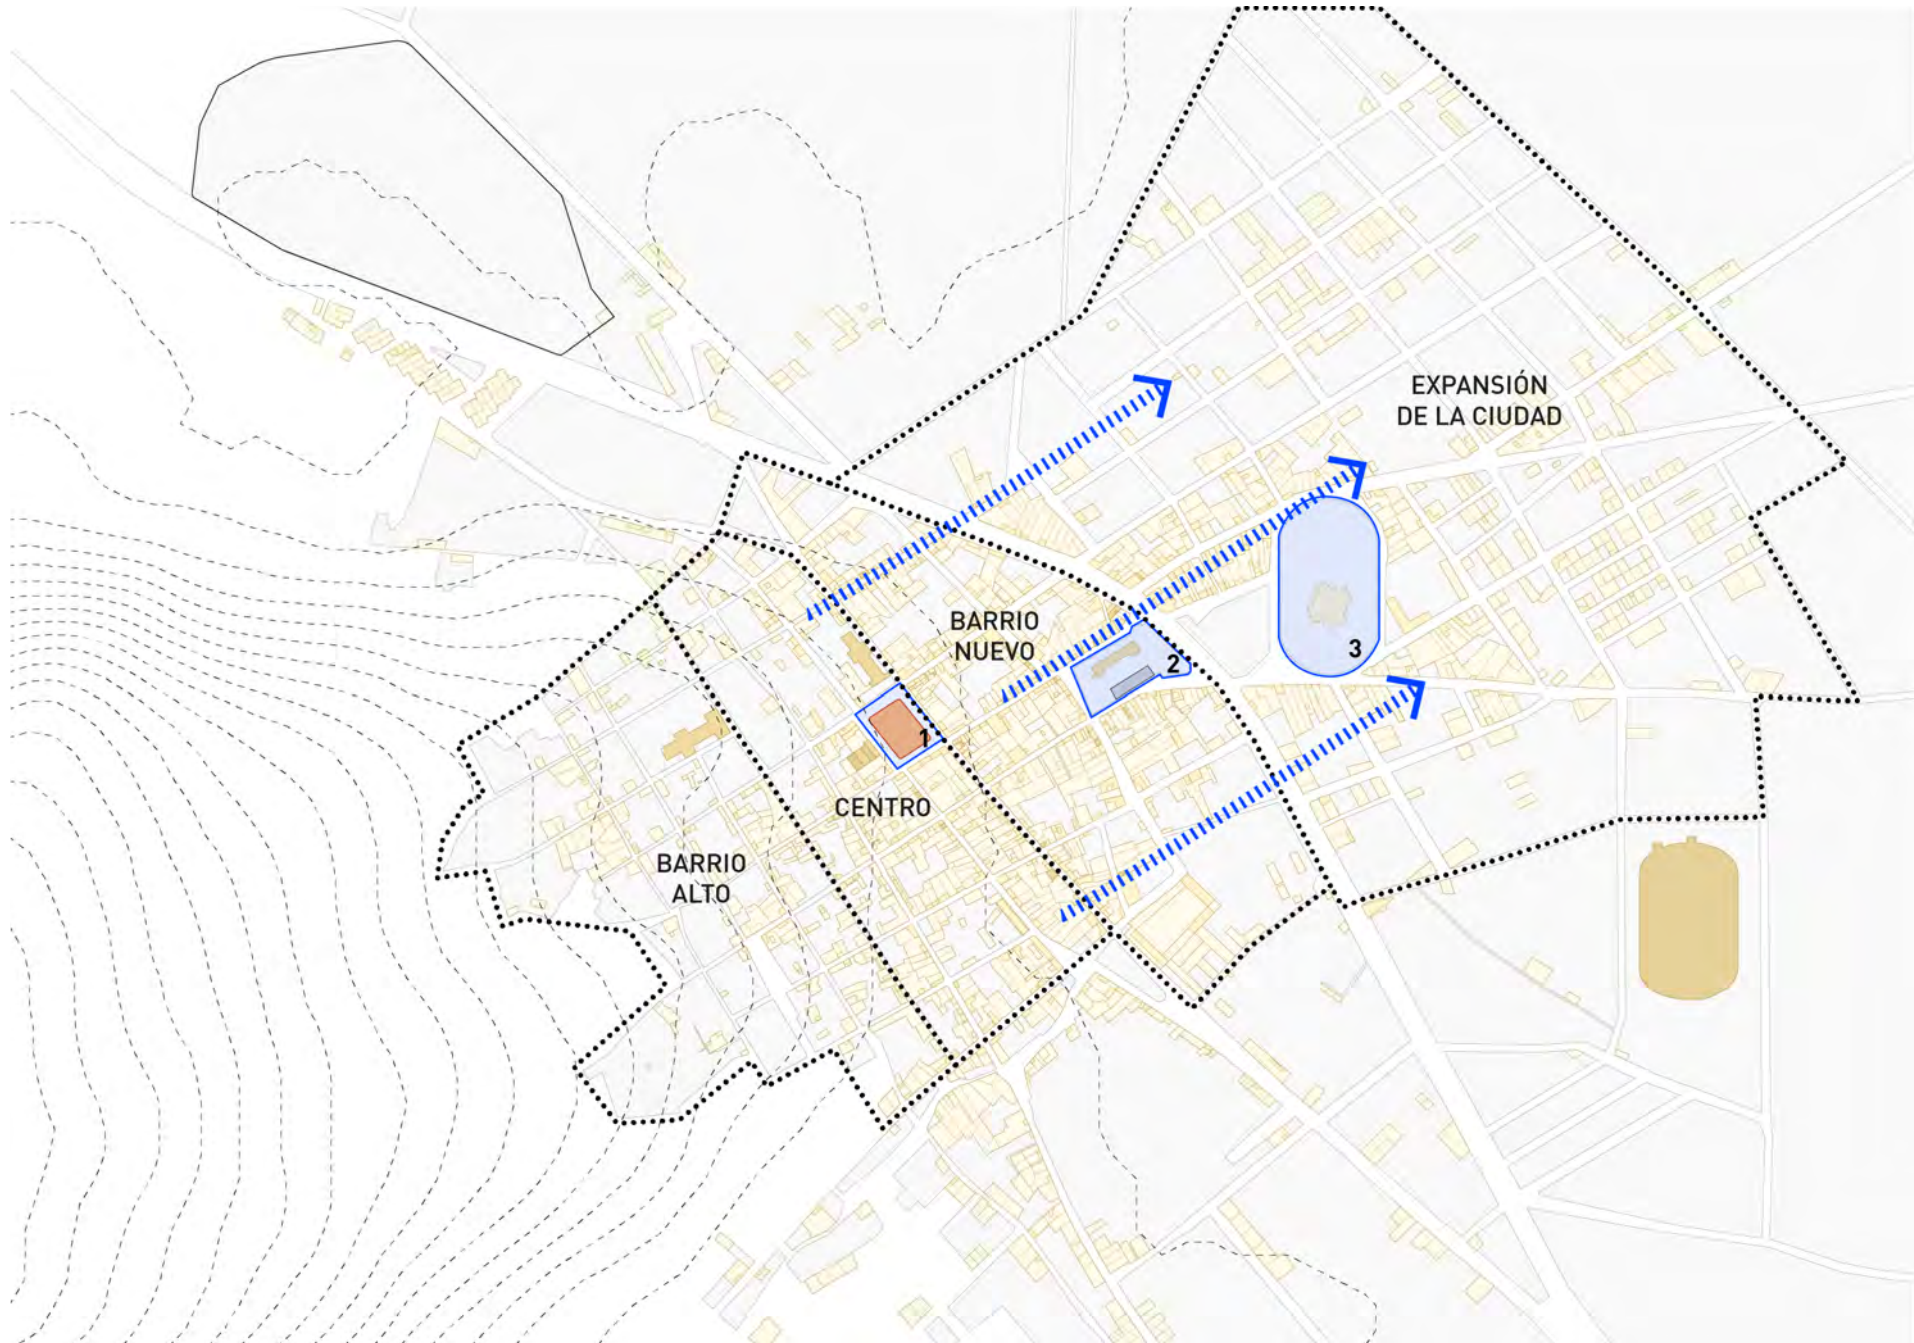 EXPANSIÓN
DE LA CIUDAD
BARRIO
NUEVO
3
2
1
CENTRO
BARRIO
ALTO